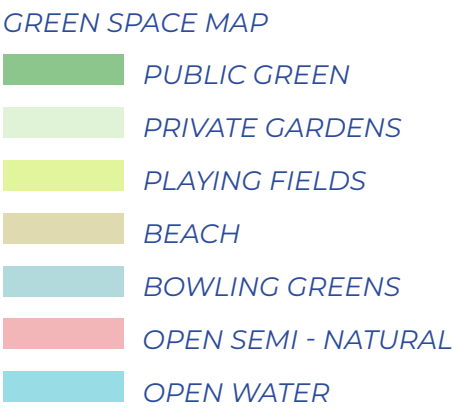 GREEN SPACE MAP
PUBLIC GREEN
PRIVATE GARDENS
PLAYING FIELDS
BEACH
BOWLING GREENS
OPEN SEMI - NATURAL
OPEN WATER